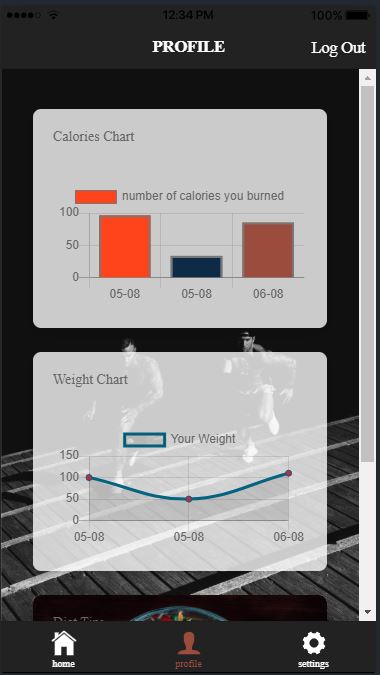 12:34 PM 100%
PROFILE Log Out
Calories Chart
number of calories you burned
100
50
0
05-08 05-08 06-08
Weight Chart
Your Weight
150
100
50
0
05-08 05-08 06-08
Diet Tips
home profile settings